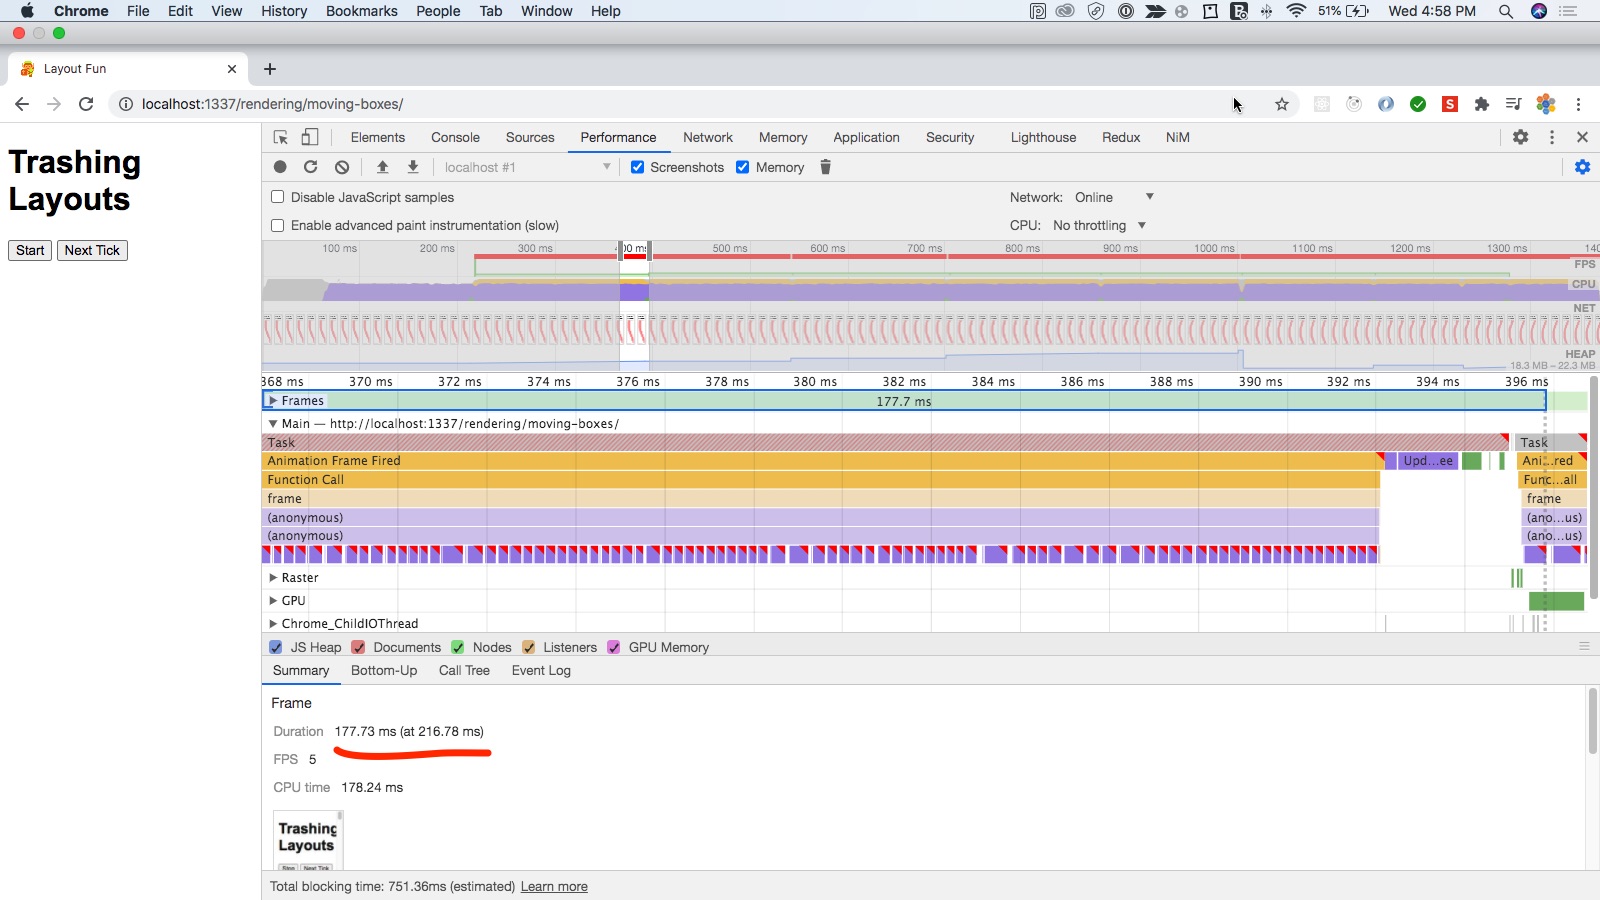 Chrome File Edit View History Bookmarks People Tab Window Help 51% Wed 4:58 PM
Layout Fun
localhost:1337/rendering/moving-boxes/
Trashing
Layouts
Start Next Tick
Elements Console Sources Performance Network Memory Application Security Lighthouse Redux NiM
localhost #1 Screenshots Memory
Disable JavaScript samples Network: Online
Enable advanced paint instrumentation (slow) CPU: No throttling
100 ms 200 ms 300 ms 500 ms 600 ms 700 ms 800 ms 900 ms 1000 ms 1100 ms 1200 ms 1300 ms
FPS
CPU
NET
HEAP
18.3 MB – 22.3 MB
368 ms 370 ms 372 ms 374 ms 376 ms 378 ms 380 ms 382 ms 384 ms 386 ms 388 ms 390 ms 392 ms 394 ms 396 ms
Frames 177.7 ms
Main — http://localhost:1337/rendering/moving-boxes/
Task Task
Animation Frame Fired Upd...ee Ani...red
Function Call Func...all
frame frame
(anonymous) (ano...us)
(anonymous) (ano...us)
Raster
GPU
Chrome_ChildIOThread
JS Heap Documents Nodes Listeners GPU Memory
Summary Bottom-Up Call Tree Event Log
Frame
Duration 177.73 ms (at 216.78 ms)
FPS 5
CPU time 178.24 ms
Trashing
Layouts
Stop Next Tick
Total blocking time: 751.36ms (estimated) Learn more